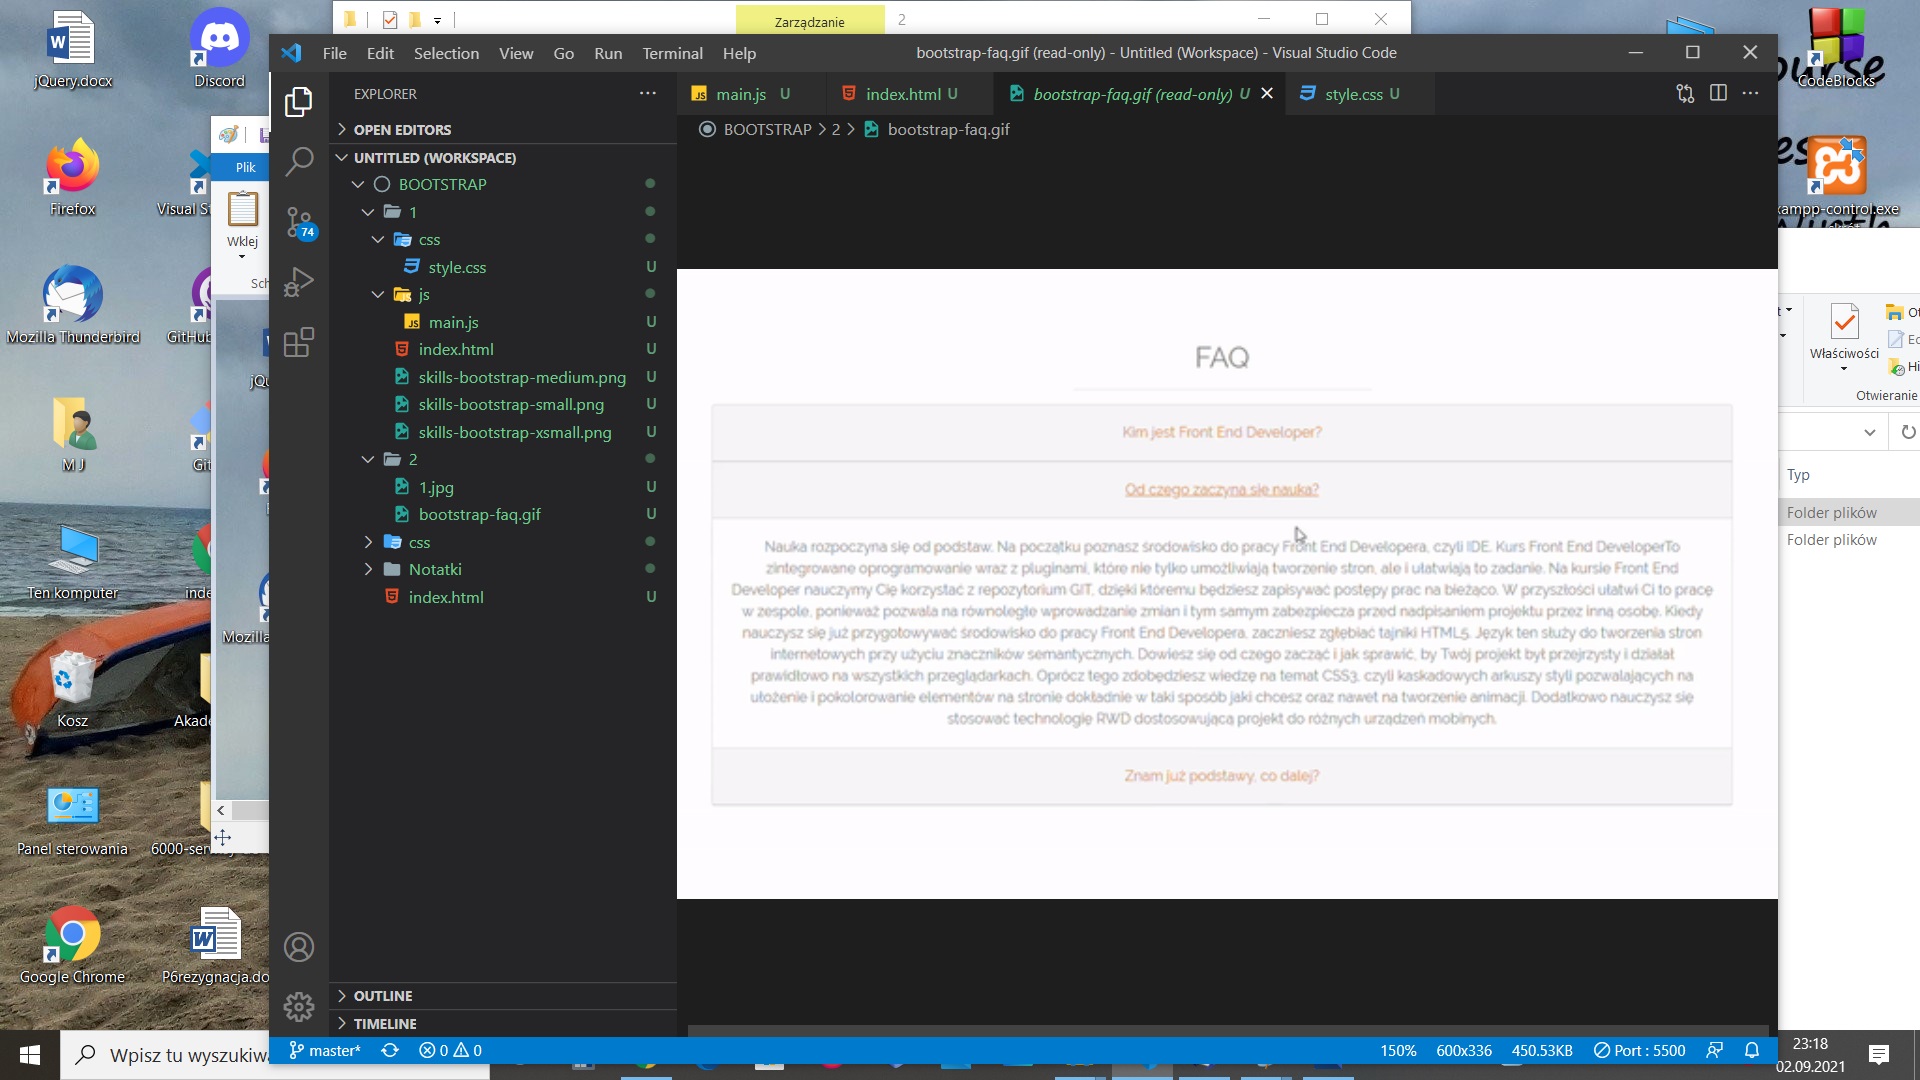 Zarządzanie
2
jQuery.docx
Discord
Firefox
Visual St
Mozilla Thunderbird
GitHub
M J
Git
Ten komputer
inde
Kosz
Akade
Panel sterowania
Google Chrome
P6rezygnacja.do
Plik
Wklej
Sch
jQu
Mozilla
File Edit Selection View Go Run Terminal Help
bootstrap-faq.gif (read-only) - Untitled (Workspace) - Visual Studio Code
EXPLORER
OPEN EDITORS
UNTITLED (WORKSPACE)
BOOTSTRAP
1
css
style.css U
js
main.js U
index.html U
skills-bootstrap-medium.png U
skills-bootstrap-small.png U
skills-bootstrap-xsmall.png U
2
1.jpg U
bootstrap-faq.gif U
css
Notatki
index.html U
OUTLINE
TIMELINE
74
main.js U
index.html U
bootstrap-faq.gif (read-only) U
style.css U
BOOTSTRAP > 2 > bootstrap-faq.gif
FAQ
Kim jest Front End Developer?
Od czego zaczyna się nauka?
Nauka rozpoczyna się od podstaw. Na początku poznasz środowisko do pracy Front End Developera, czyli IDE. Kurs Front End DeveloperTo
zintegrowane oprogramowanie wraz z pluginami, które nie tylko umożliwiają tworzenie stron, ale i ułatwiają to zadanie. Na kursie Front End
Developer nauczymy Cię korzystać z repozytorium GIT, dzięki któremu będziesz zapisywać postępy prac na bieżąco. W przyszłości ułatwi Ci to pracę
w zespole, ponieważ pozwala na równoległe wprowadzanie zmian i tym samym zabezpiecza przed nadpisaniem projektu przez inną osobę. Kiedy
nauczysz się już przygotowywać środowisko do pracy Front End Developera, zaczniesz zgłębiać tajniki HTML5. Język ten służy do tworzenia stron
internetowych przy użyciu znaczników semantycznych. Dowiesz się od czego zacząć i jak sprawić, by Twój projekt był przejrzysty i działał
prawidłowo na wszystkich przeglądarkach. Oprócz tego zdobędziesz wiedzę na temat CSS3, czyli kaskadowych arkuszy styli pozwalających na
ułożenie i pokolorowanie elementów na stronie dokładnie w taki sposób jaki chcesz oraz nawet na tworzenie animacji. Dodatkowo nauczysz się
stosować technologię RWD dostosowującą projekt do różnych urządzeń mobinych.
Znam już podstawy, co dalej?
CodeBlocks
xampp-control.exe
Właściwości
Otwieranie
Typ
Folder plików
Folder plików
master* 0 0
150% 600x336 450.53KB Port : 5500
Wpisz tu wyszukiwa
23:18
02.09.2021